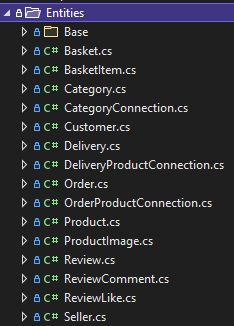 Entities
Base
C# Basket.cs
C# BasketItem.cs
C# Category.cs
C# CategoryConnection.cs
C# Customer.cs
C# Delivery.cs
C# DeliveryProductConnection.cs
C# Order.cs
C# OrderProductConnection.cs
C# Product.cs
C# ProductImage.cs
C# Review.cs
C# ReviewComment.cs
C# ReviewLike.cs
C# Seller.cs